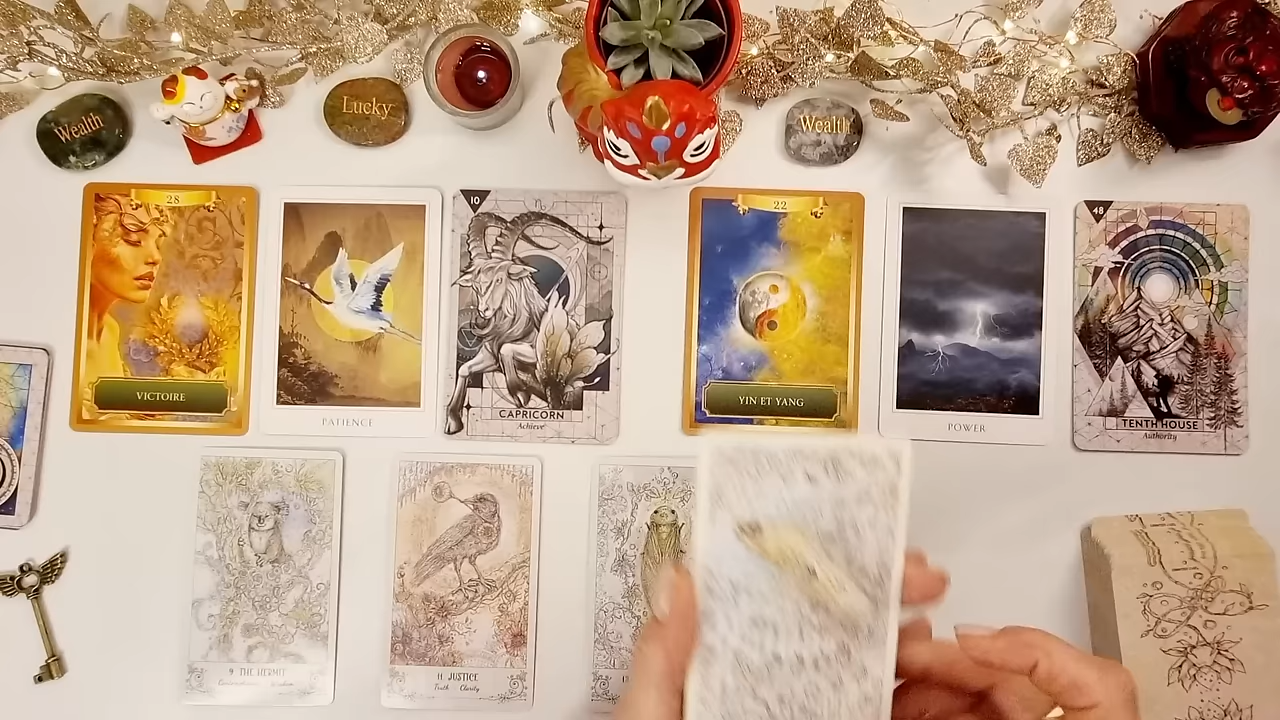 Wealth
Lucky
Wealth
28
VICTOIRE
PATIENCE
10
CAPRICORN
Achieve
22
YIN ET YANG
POWER
48
TENTH HOUSE
Authority
9 THE HERMIT
Wisdom
11 JUSTICE
Truth Clarity